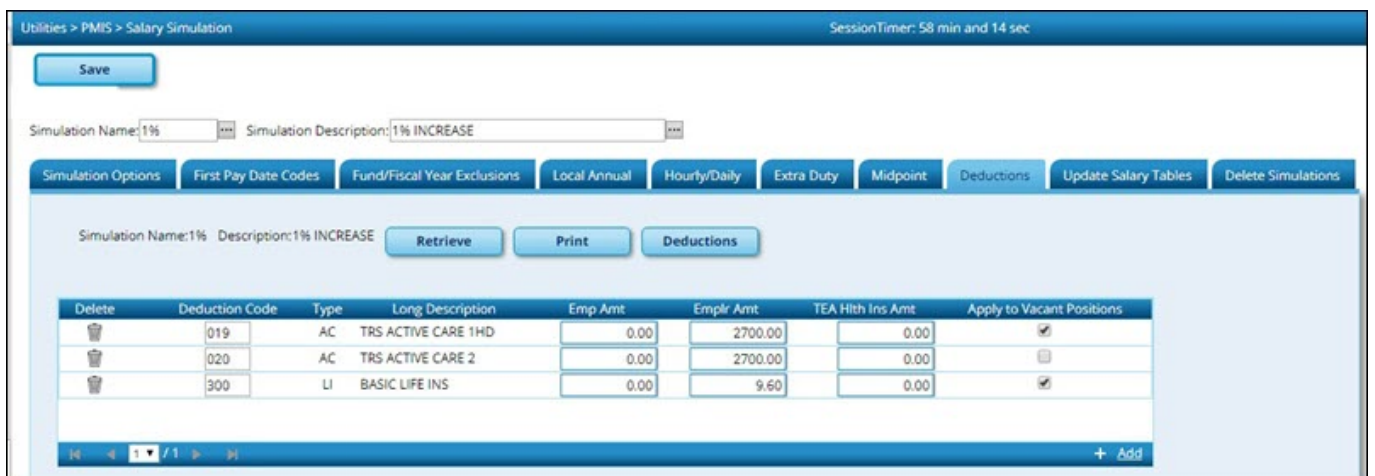 Utilities > PMIS > Salary Simulation SessionTimer: 58 min and 14 sec
Save
Simulation Name: 1% ... Simulation Description: 1% INCREASE ...
Simulation Options First Pay Date Codes Fund/Fiscal Year Exclusions Local Annual Hourly/Daily Extra Duty Midpoint Deductions Update Salary Tables Delete Simulations
Simulation Name:1% Description:1% INCREASE Retrieve Print Deductions
Delete Deduction Code Type Long Description Emp Amt Emplr Amt TEA Hlth Ins Amt Apply to Vacant Positions
019 AC TRS ACTIVE CARE 1HD 0.00 2700.00 0.00
020 AC TRS ACTIVE CARE 2 0.00 2700.00 0.00
300 LI BASIC LIFE INS 0.00 9.60 0.00
1 / 1 + Add